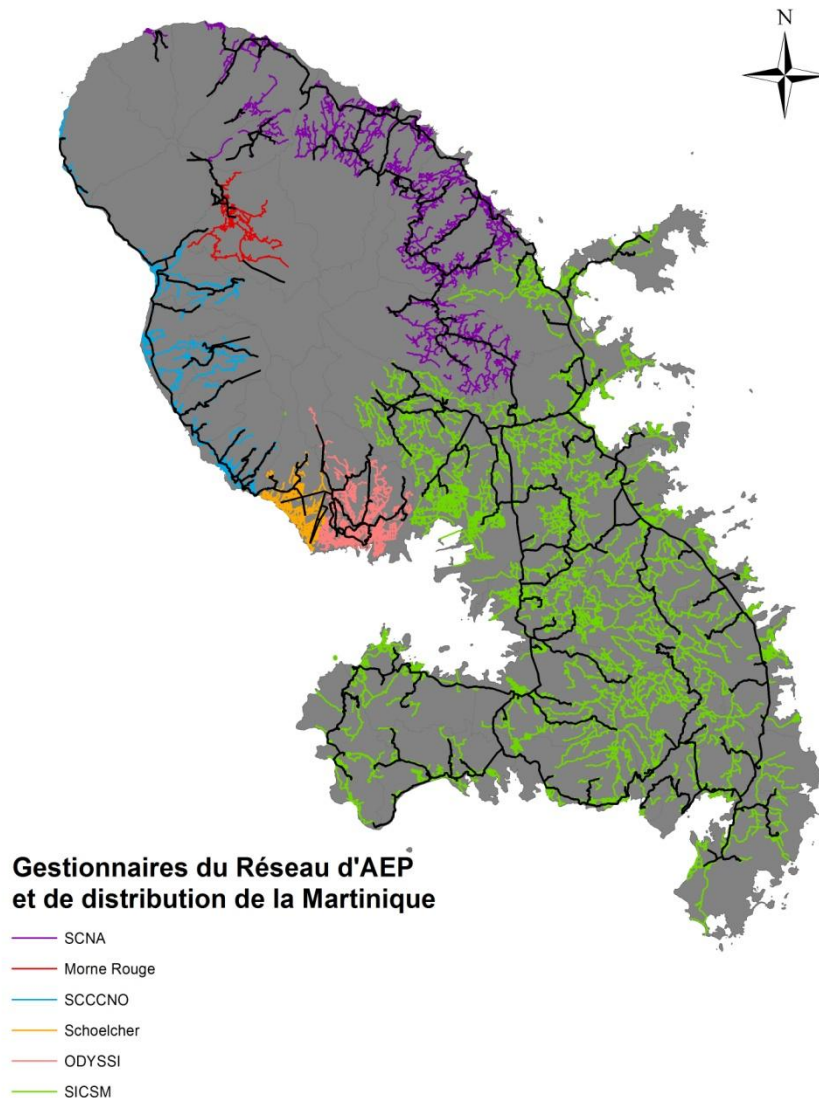 N
Gestionnaires du Réseau d'AEP
et de distribution de la Martinique
SCNA
Morne Rouge
SCCCNO
Schoelcher
ODYSSI
SICSM